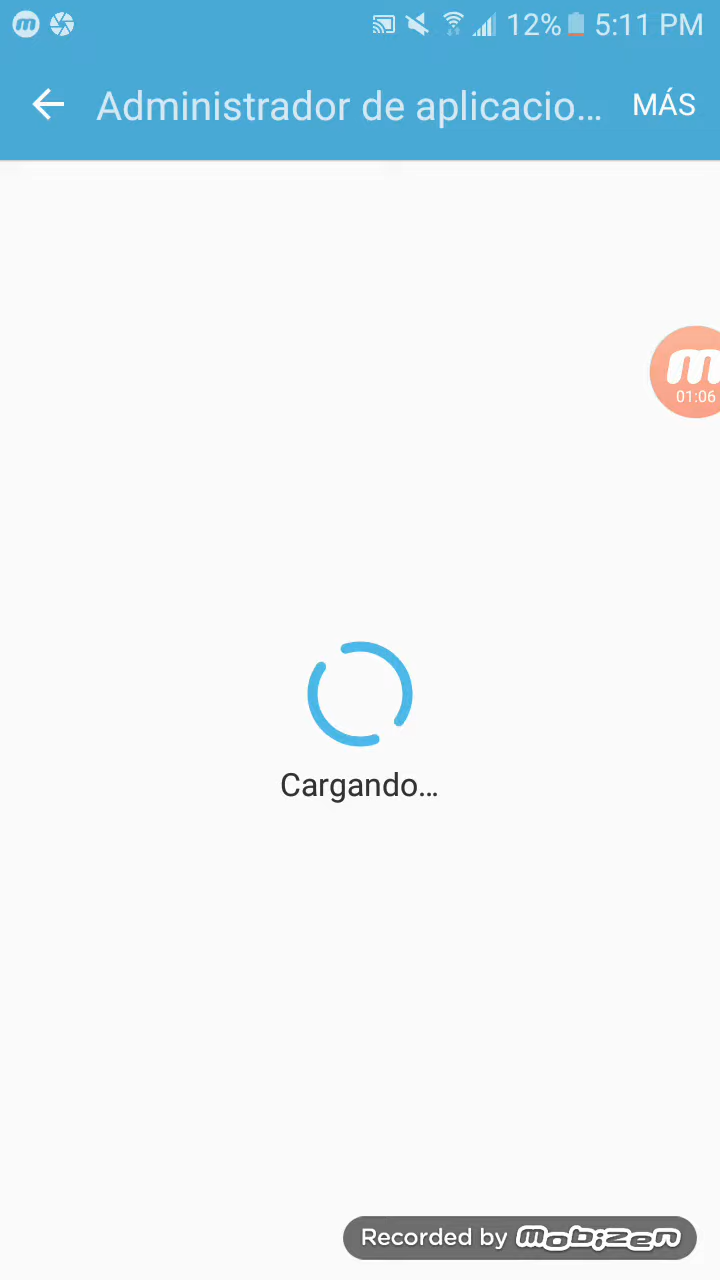 m 12% 5:11 PM
Administrador de aplicacio... MÁS
m
01:06
Cargando...
Recorded by mobizen